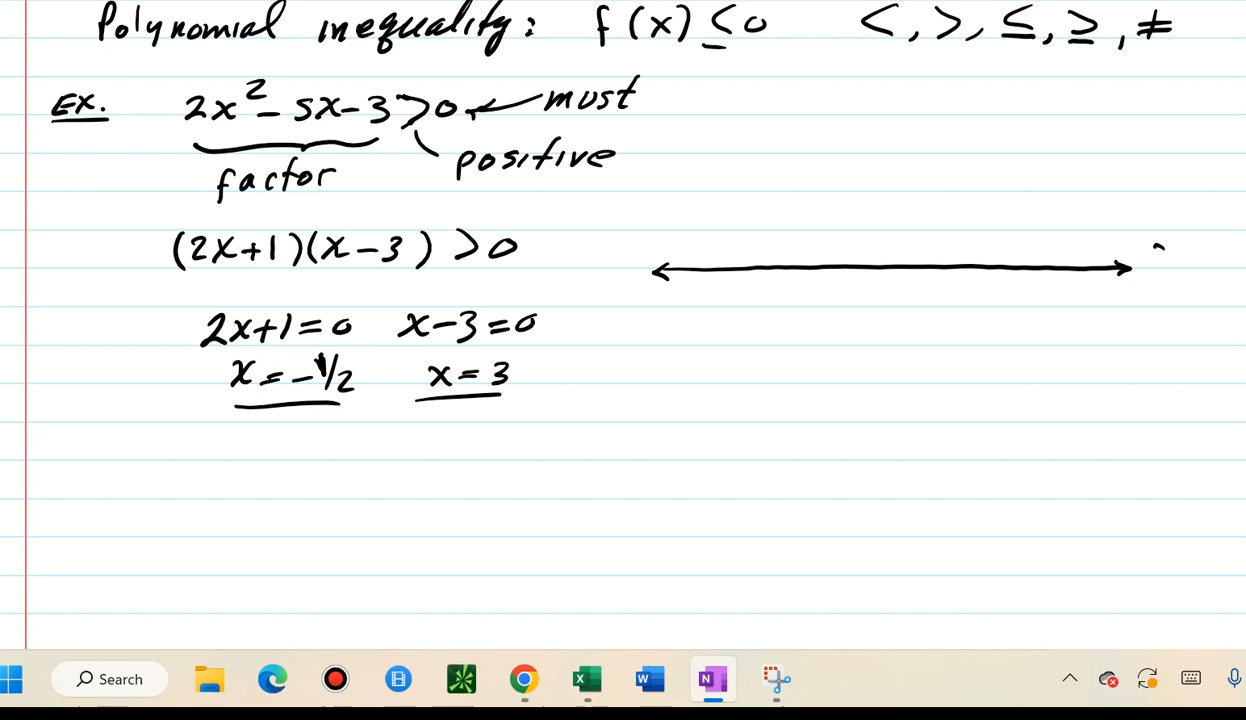 Polynomial inequality: f(x) ≤ 0 <, >, ≤, ≥, ≠
EX. 2x² - 5x - 3 > 0 ← must
positive
factor
(2x+1)(x-3) > 0
2x+1=0 x-3=0
x=-1/2 x=3
Search